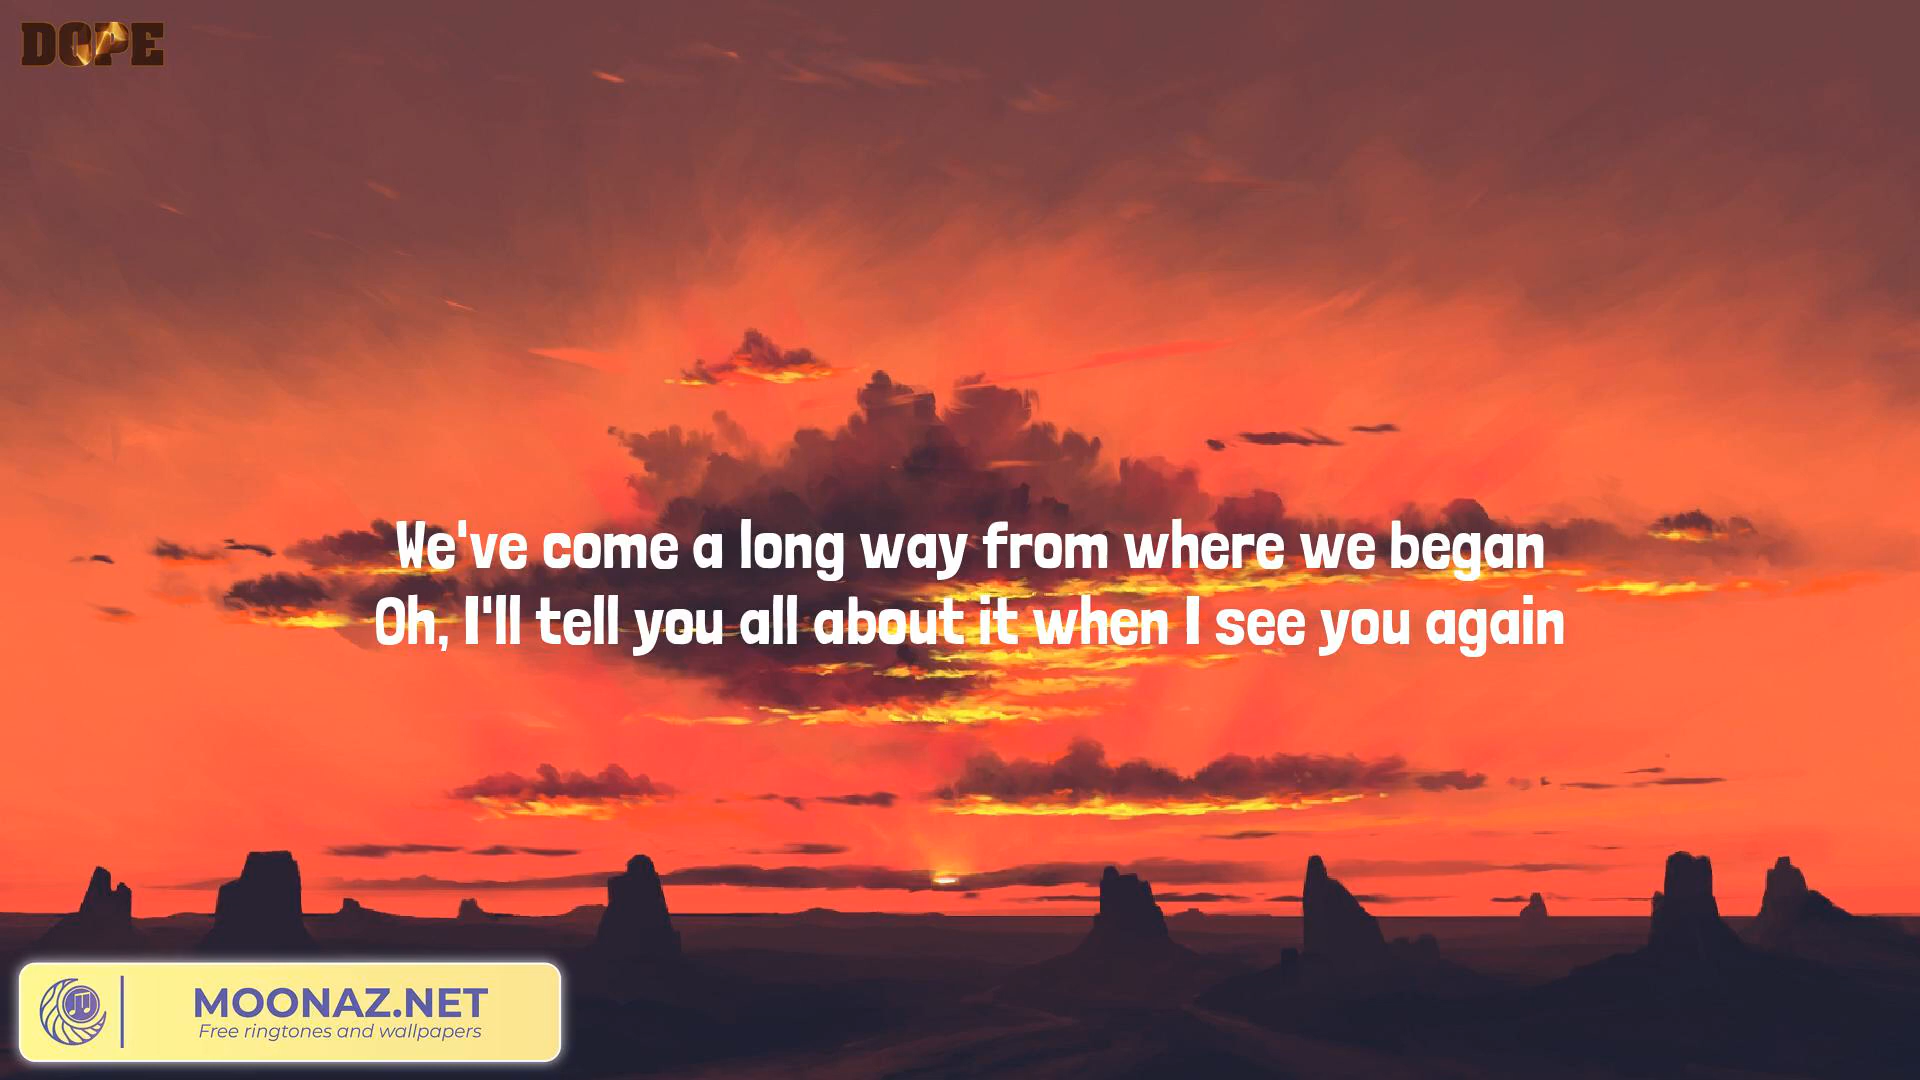 DOPE
We've come a long way from where we began
Oh, I'll tell you all about it when I see you again
MOONAZ.NET
Free ringtones and wallpapers